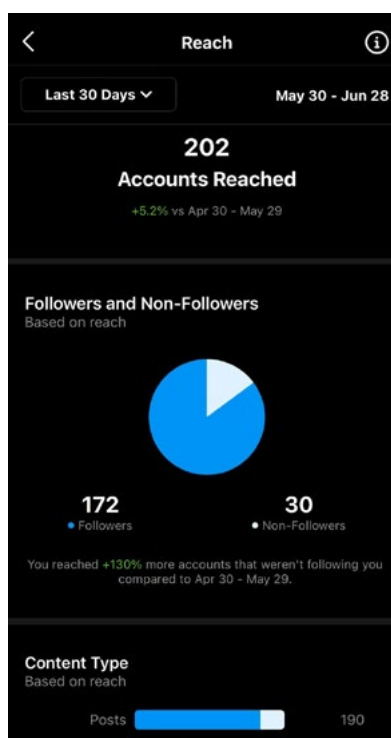 Reach
Last 30 Days
May 30 - Jun 28
202
Accounts Reached
+5.2% vs Apr 30 - May 29
Followers and Non-Followers
Based on reach
172
30
Followers
Non-Followers
You reached +130% more accounts that weren't following you
compared to Apr 30 - May 29.
Content Type
Based on reach
Posts
190